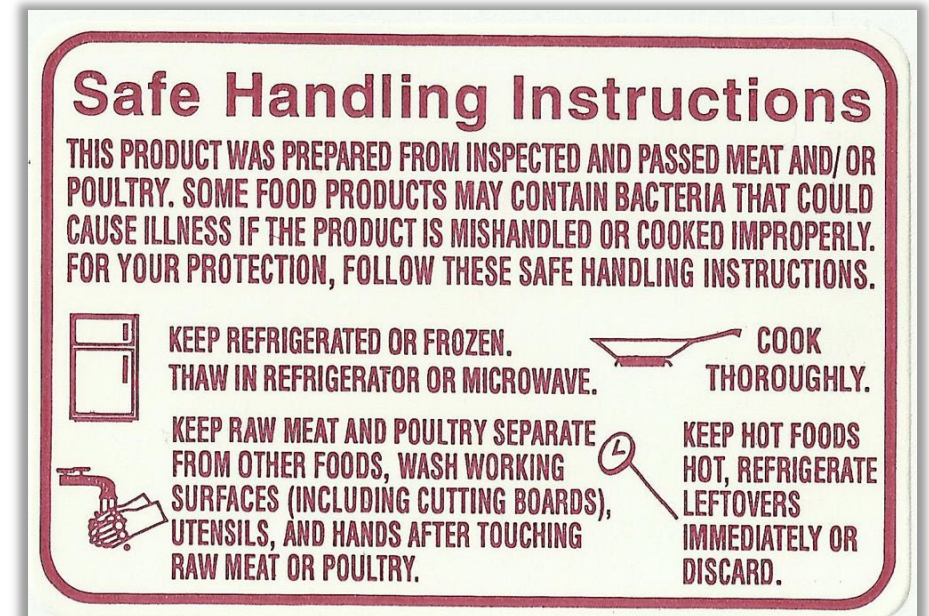 Safe Handling Instructions
THIS PRODUCT WAS PREPARED FROM INSPECTED AND PASSED MEAT AND/ OR
POULTRY. SOME FOOD PRODUCTS MAY CONTAIN BACTERIA THAT COULD
CAUSE ILLNESS IF THE PRODUCT IS MISHANDLED OR COOKED IMPROPERLY.
FOR YOUR PROTECTION, FOLLOW THESE SAFE HANDLING INSTRUCTIONS.
KEEP REFRIGERATED OR FROZEN.
THAW IN REFRIGERATOR OR MICROWAVE.
COOK
THOROUGHLY.
KEEP RAW MEAT AND POULTRY SEPARATE
FROM OTHER FOODS, WASH WORKING
SURFACES (INCLUDING CUTTING BOARDS),
UTENSILS, AND HANDS AFTER TOUCHING
RAW MEAT OR POULTRY.
KEEP HOT FOODS
HOT, REFRIGERATE
LEFTOVERS
IMMEDIATELY OR
DISCARD.